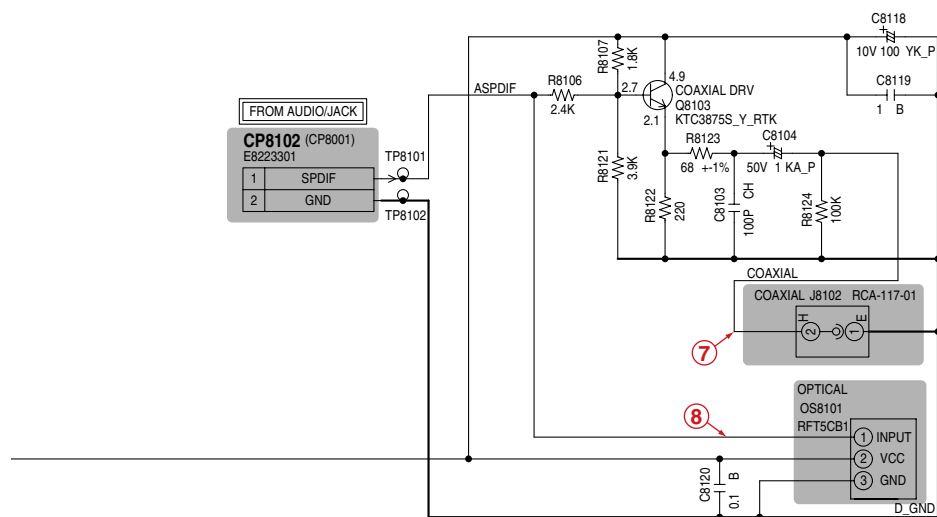 C8118
10V 100 YK_P
C8119
1 B
R8107
1.8K
ASPDIF
R8106
2.4K
2.7
4.9
COAXIAL DRV
Q8103
KTC3875S_Y_RTK
2.1
FROM AUDIO/JACK
CP8102 (CP8001)
E8223301
1 SPDIF
2 GND
TP8101
TP8102
R8121
3.9K
R8123
68 +-1%
C8104
50V 1 KA_P
R8122
220
C8103
100P CH
R8124
100K
COAXIAL
COAXIAL J8102 RCA-117-01
H
2
E
1
7
OPTICAL
OS8101
RFT5CB1
8
1 INPUT
2 VCC
3 GND
C8120
0.1 B
D_GND